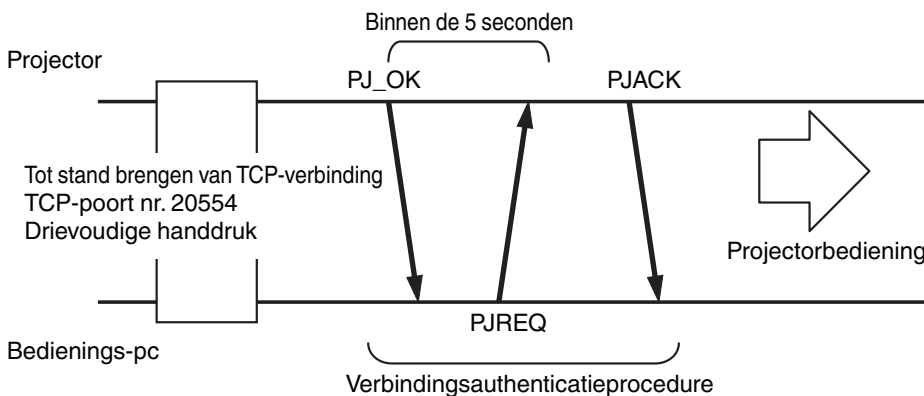 Binnen de 5 seconden
Projector
PJ_OK
PJACK
Tot stand brengen van TCP-verbinding
TCP-poort nr. 20554
Drievoudige handdruk
Projectorbediening
PJREQ
Bedienings-pc
Verbindingsauthenticatieprocedure